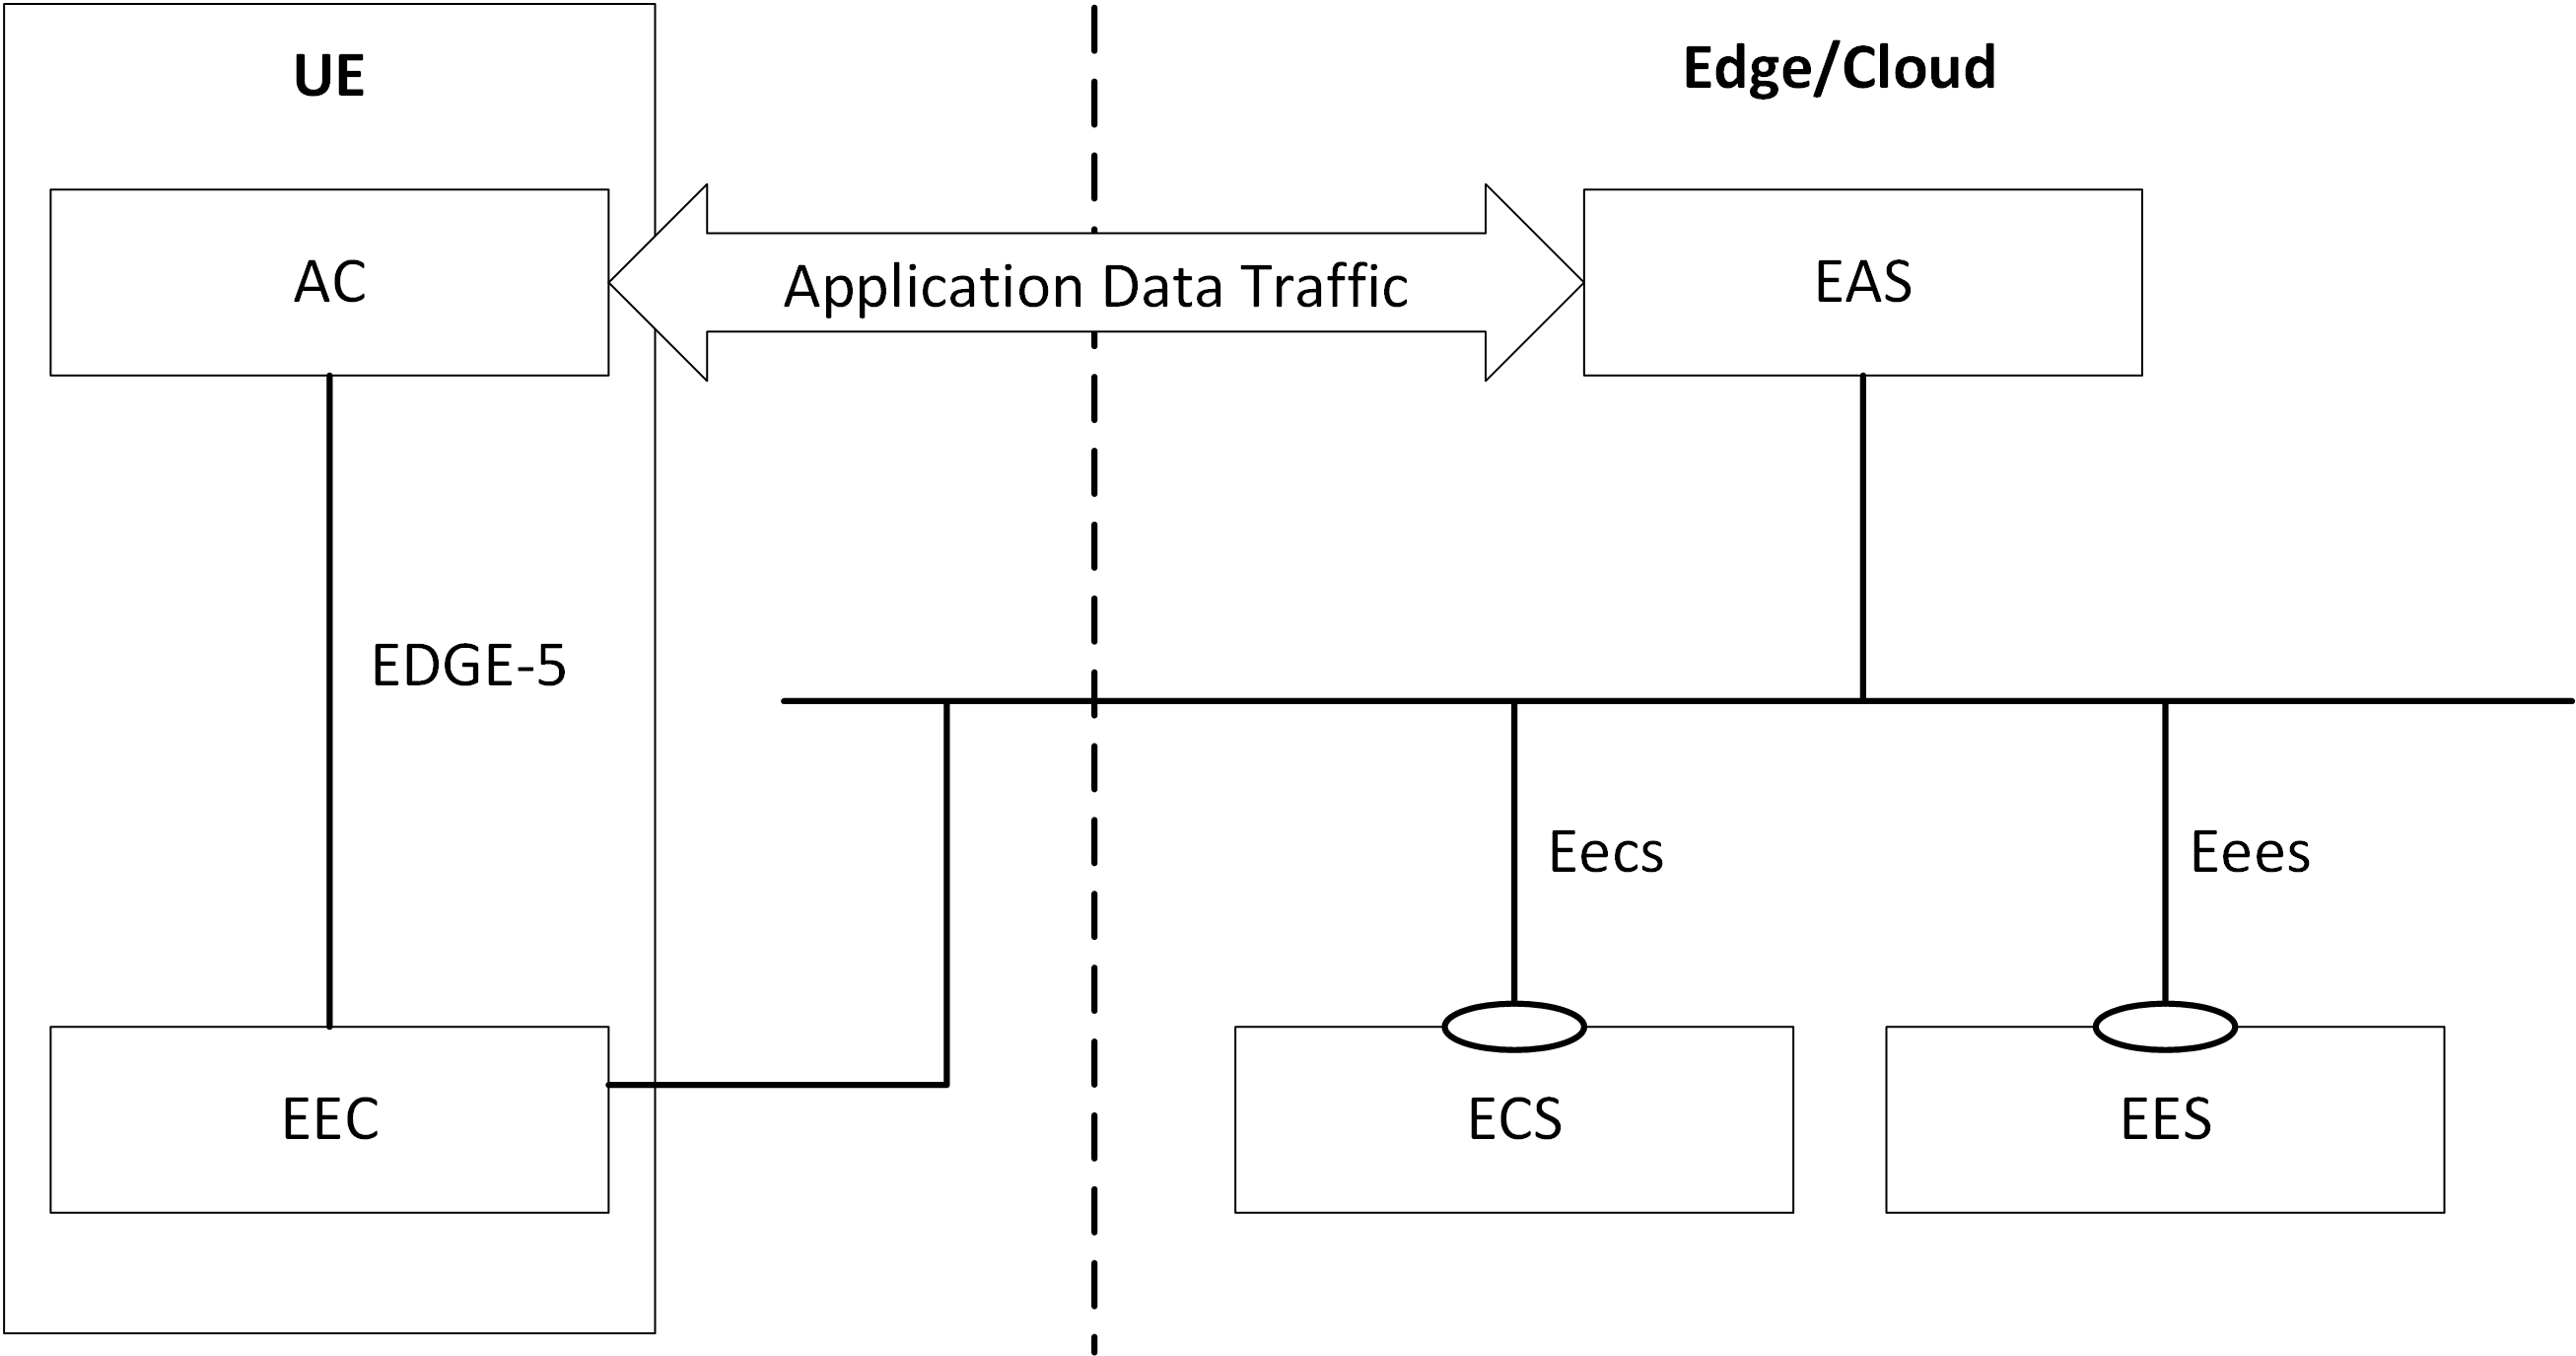 UE
Edge/Cloud
AC
Application Data Traffic
EAS
EDGE-5
Eecs
Eees
EEC
ECS
EES